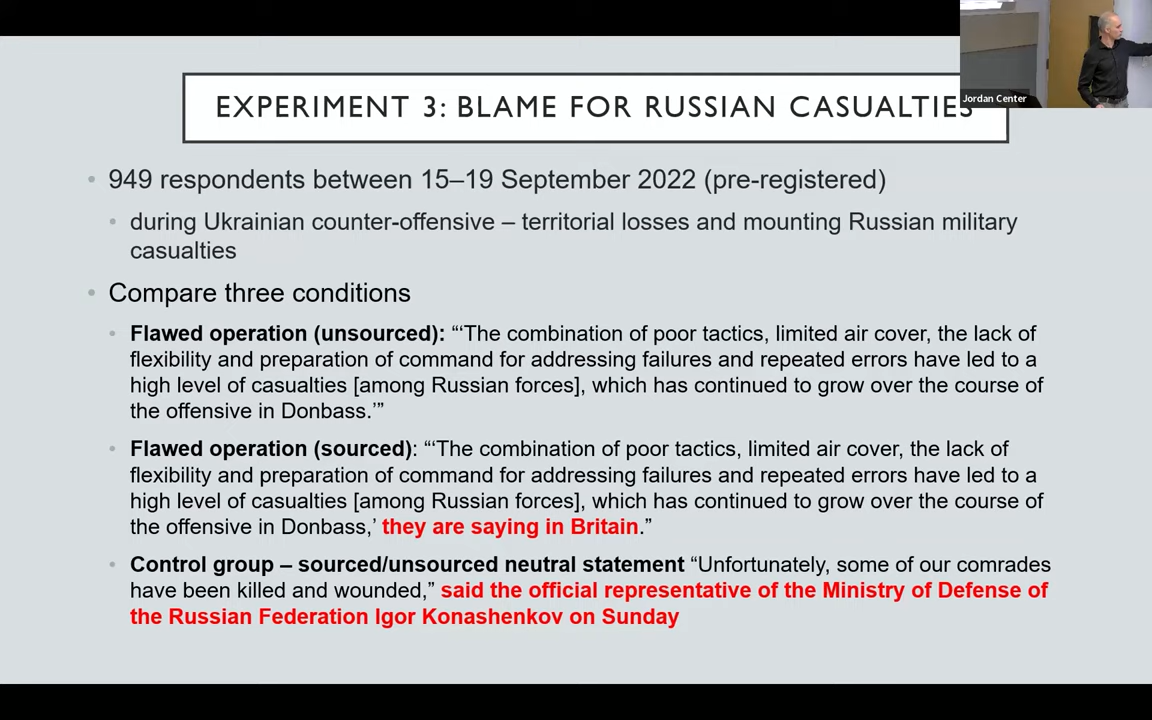 Jordan Center
EXPERIMENT 3: BLAME FOR RUSSIAN CASUALTIES
• 949 respondents between 15–19 September 2022 (pre-registered)
• during Ukrainian counter-offensive – territorial losses and mounting Russian military
casualties
• Compare three conditions
• Flawed operation (unsourced): “‘The combination of poor tactics, limited air cover, the lack of
flexibility and preparation of command for addressing failures and repeated errors have led to a
high level of casualties [among Russian forces], which has continued to grow over the course of
the offensive in Donbass.’”
• Flawed operation (sourced): “‘The combination of poor tactics, limited air cover, the lack of
flexibility and preparation of command for addressing failures and repeated errors have led to a
high level of casualties [among Russian forces], which has continued to grow over the course of
the offensive in Donbass,’ they are saying in Britain.”
• Control group – sourced/unsourced neutral statement “Unfortunately, some of our comrades
have been killed and wounded,” said the official representative of the Ministry of Defense of
the Russian Federation Igor Konashenkov on Sunday